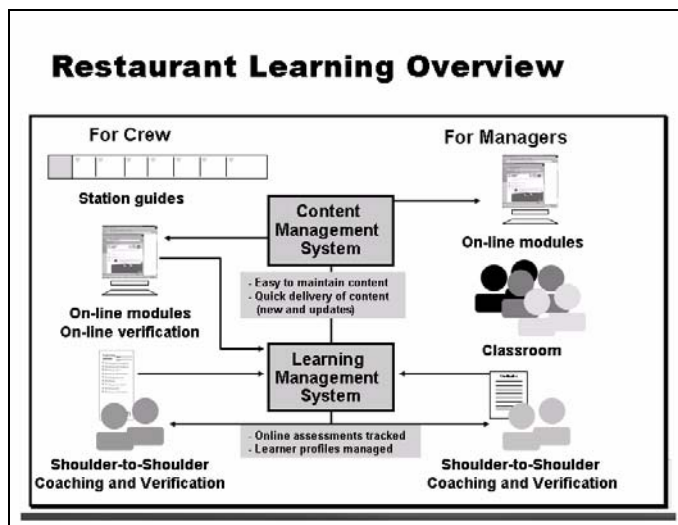 Restaurant Learning Overview
For Crew
For Managers
Station guides
Content
Management
System
On-line modules
- Easy to maintain content
- Quick delivery of content
(new and updates)
On-line modules
On-line verification
Classroom
Learning
Management
System
- Online assessments tracked
- Learner profiles managed
Shoulder-to-Shoulder
Coaching and Verification
Shoulder-to-Shoulder
Coaching and Verification